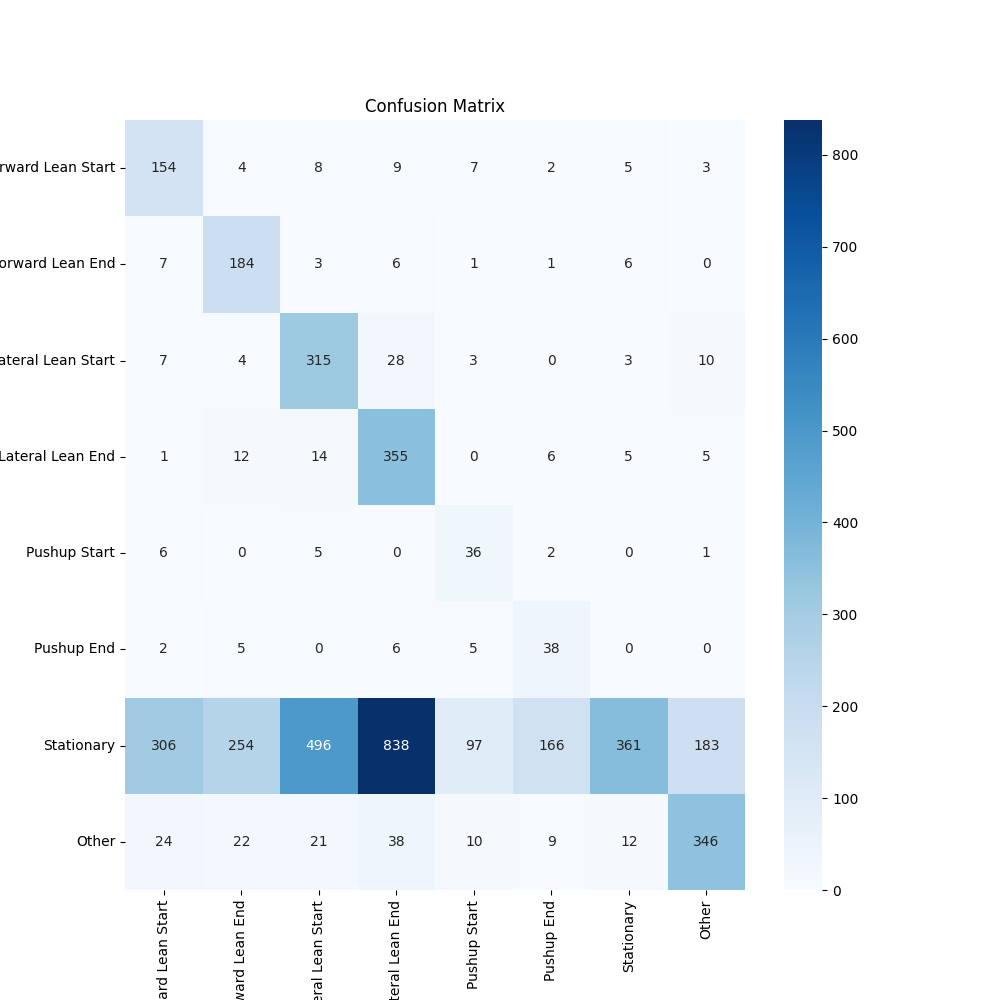 Confusion Matrix
rward Lean Start 154 4 8 9 7 2 5 3
orward Lean End 7 184 3 6 1 1 6 0
ateral Lean Start 7 4 315 28 3 0 3 10
Lateral Lean End 1 12 14 355 0 6 5 5
Pushup Start 6 0 5 0 36 2 0 1
Pushup End 2 5 0 6 5 38 0 0
Stationary 306 254 496 838 97 166 361 183
Other 24 22 21 38 10 9 12 346
ard Lean Start
ward Lean End
eral Lean Start
teral Lean End
Pushup Start
Pushup End
Stationary
Other
800
700
600
500
400
300
200
100
0